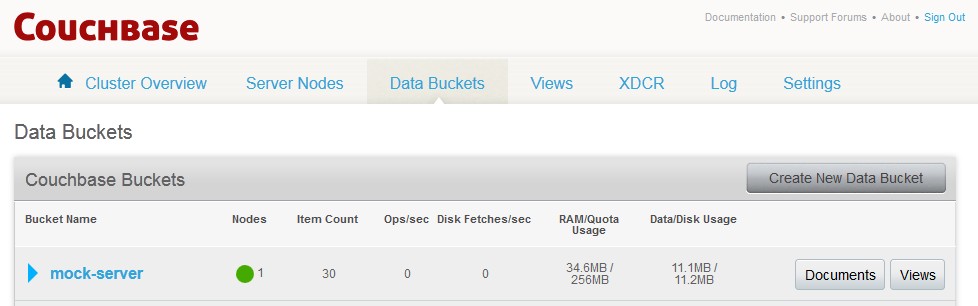 COUCHBASE
Documentation • Support Forums • About • Sign Out
Cluster Overview Server Nodes Data Buckets Views XDCR Log Settings
Data Buckets
Couchbase Buckets Create New Data Bucket
Bucket Name Nodes Item Count Ops/sec Disk Fetches/sec RAM/Quota Usage Data/Disk Usage
mock-server 1 30 0 0 34.6MB / 256MB 11.1MB / 11.2MB Documents Views